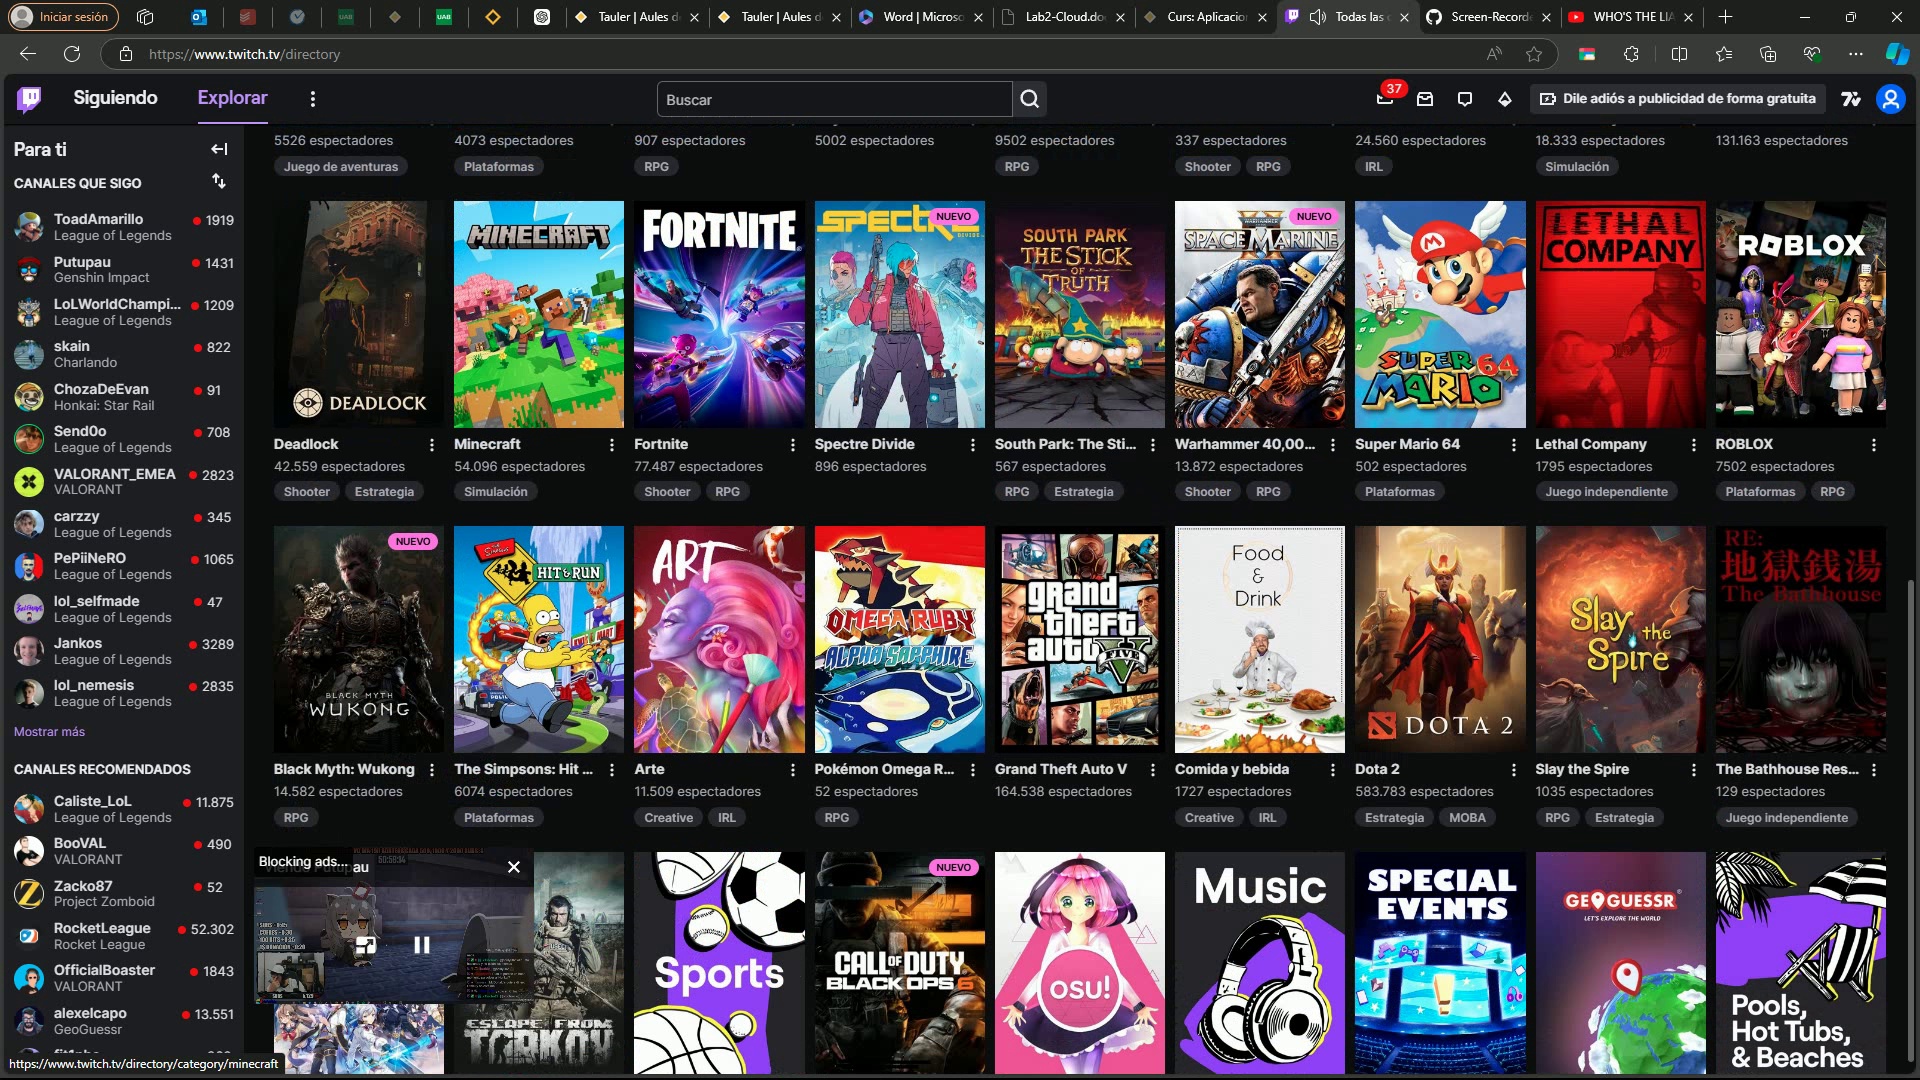 Iniciar sesión
Tauler | Aules de
Tauler | Aules de
Word | Microso
Lab2-Cloud.do
Curs: Aplicacion
Todas las c
Screen-Recorde
WHO'S THE LIA
https://www.twitch.tv/directory
Siguiendo
Explorar
Buscar
37
Dile adiós a publicidad de forma gratuita
Para ti
CANALES QUE SIGO
ToadAmarillo
1919
League of Legends
Putupau
1431
Genshin Impact
LoLWorldChampi...
1209
League of Legends
skain
822
Charlando
ChozaDeEvan
91
Honkai: Star Rail
Send0o
708
League of Legends
VALORANT_EMEA
2823
VALORANT
carzzy
345
League of Legends
PePiiNeRO
1065
League of Legends
lol_selfmade
47
League of Legends
Jankos
3289
League of Legends
lol_nemesis
2835
League of Legends
Mostrar más
CANALES RECOMENDADOS
Caliste_LoL
11.875
League of Legends
BooVAL
490
VALORANT
Zacko87
52
Project Zomboid
RocketLeague
52.302
Rocket League
OfficialBoaster
1843
VALORANT
alexelcapo
13.551
GeoGuessr
https://www.twitch.tv/directory/category/minecraft
5526 espectadores
4073 espectadores
907 espectadores
5002 espectadores
9502 espectadores
337 espectadores
24.560 espectadores
18.333 espectadores
131.163 espectadores
Juego de aventuras
Plataformas
RPG
RPG
Shooter RPG
IRL
Simulación
DEADLOCK
MINECRAFT
FORTNITE
SPECTRE
DIVIDE
NUEVO
SOUTH PARK
THE STICK
OF
TRUTH
WARHAMMER
SPACE MARINE
NUEVO
SUPER
MARIO 64
LETHAL
COMPANY
ROBLOX
Deadlock
Minecraft
Fortnite
Spectre Divide
South Park: The Sti...
Warhammer 40,00...
Super Mario 64
Lethal Company
ROBLOX
42.559 espectadores
54.096 espectadores
77.487 espectadores
896 espectadores
567 espectadores
13.872 espectadores
502 espectadores
1795 espectadores
7502 espectadores
Shooter Estrategia
Simulación
Shooter RPG
RPG Estrategia
Shooter RPG
Plataformas
Juego independiente
Plataformas RPG
NUEVO
BLACK MYTH
WUKONG
The Simpsons
HIT & RUN
ART
OMEGA RUBY
ALPHA SAPPHIRE
grand
theft
auto
V
FIVE
Food
&
Drink
DOTA 2
Slay the
Spire
RE:
地獄銭湯
The Bathhouse
Black Myth: Wukong
The Simpsons: Hit ...
Arte
Pokémon Omega R...
Grand Theft Auto V
Comida y bebida
Dota 2
Slay the Spire
The Bathhouse Res...
14.582 espectadores
6074 espectadores
11.509 espectadores
52 espectadores
164.538 espectadores
1727 espectadores
583.783 espectadores
1035 espectadores
129 espectadores
RPG
Plataformas
Creative IRL
RPG
Creative IRL
Estrategia MOBA
RPG Estrategia
Juego independiente
Blocking ads...
Viendo Putupau
ESCAPE FROM
TARKOV
Sports
NUEVO
CALL OF DUTY
BLACK OPS 6
osu!
Music
SPECIAL
EVENTS
GEOGUESSR
LET'S EXPLORE THE WORLD
Pools,
Hot Tubs,
& Beaches